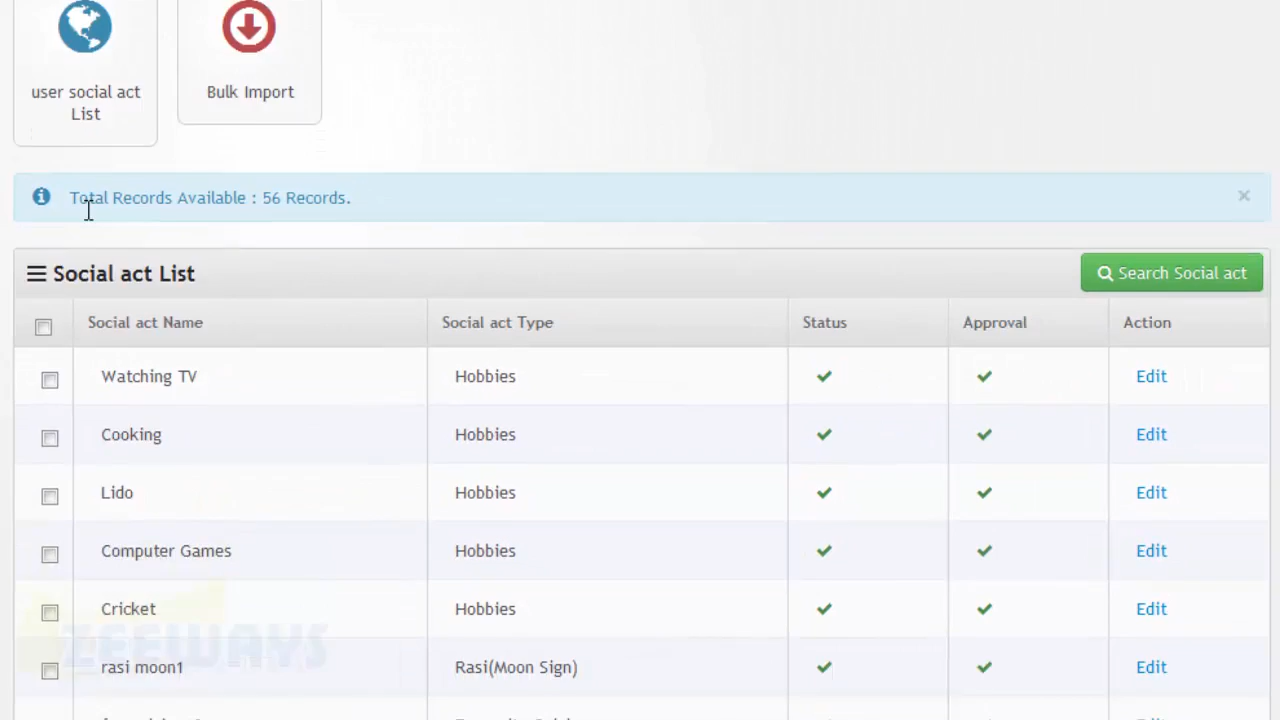 user social act
List
Bulk Import
Total Records Available : 56 Records.
×
Social act List
Search Social act
Social act Name Social act Type Status Approval Action
Watching TV Hobbies Edit
Cooking Hobbies Edit
Lido Hobbies Edit
Computer Games Hobbies Edit
Cricket Hobbies Edit
ZEEWAYS
rasi moon1 Rasi(Moon Sign) Edit